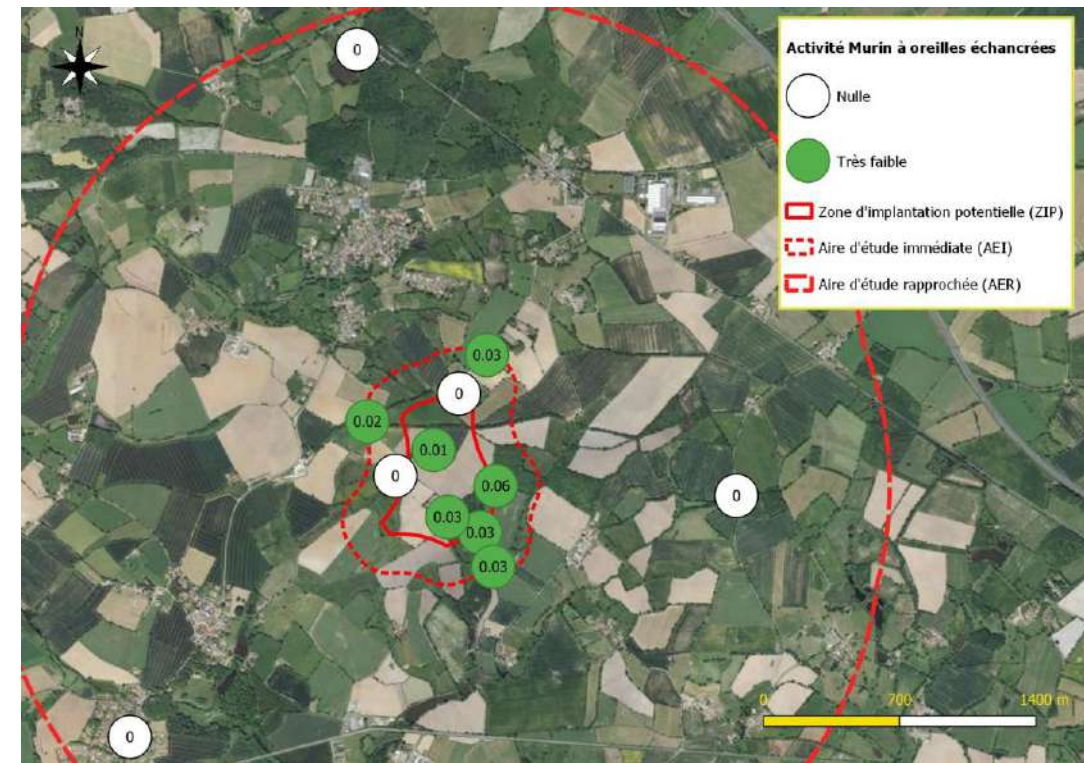 N
0
Activité Murin à oreilles échancrées
Nulle
Très faible
Zone d'implantation potentielle (ZIP)
Aire d'étude immédiate (AEI)
Aire d'étude rapprochée (AER)
0.03
0
0.02
0.01
0
0.06
0
0.03
0.03
0.03
0
0 700 1400 m